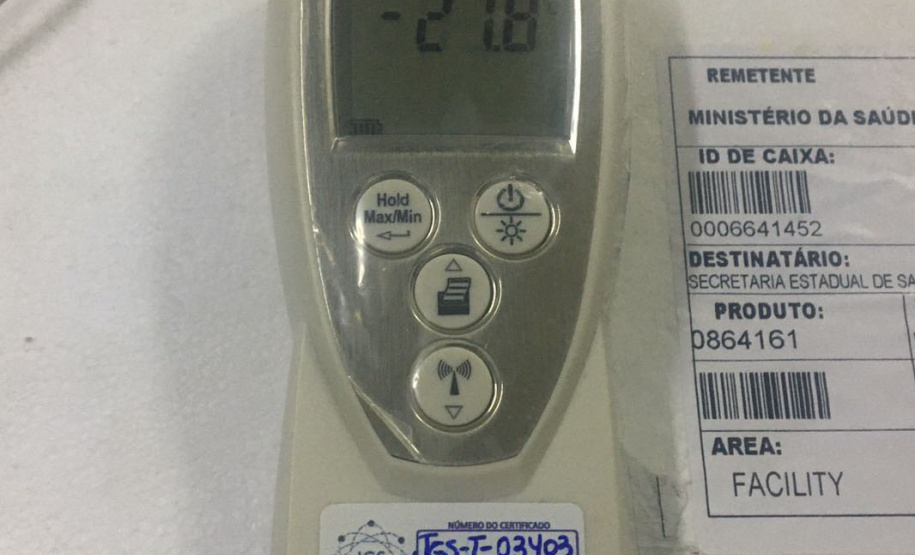 -21.8
Hold
Max/Min
NÚMERO DO CERTIFICADO
TGS-T-03403
REMETENTE
MINISTÉRIO DA SAÚD
ID DE CAIXA:
0006641452
DESTINATÁRIO:
SECRETARIA ESTADUAL DE SA
PRODUTO:
0864161
AREA:
FACILITY